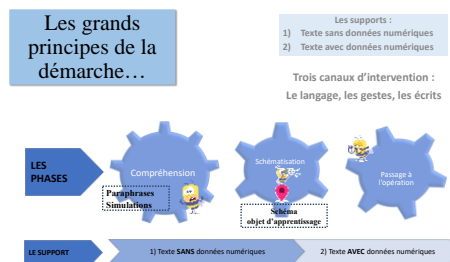 Les grands
principes de la
démarche…
Les supports :
1) Texte sans données numériques
2) Texte avec données numériques
Trois canaux d'intervention :
Le langage, les gestes, les écrits
LES
PHASES
Compréhension
Paraphrases
Simulations
Schématisation
Schéma
objet d'apprentissage
Passage à
l'opération
LE SUPPORT
1) Texte SANS données numériques
2) Texte AVEC données numériques